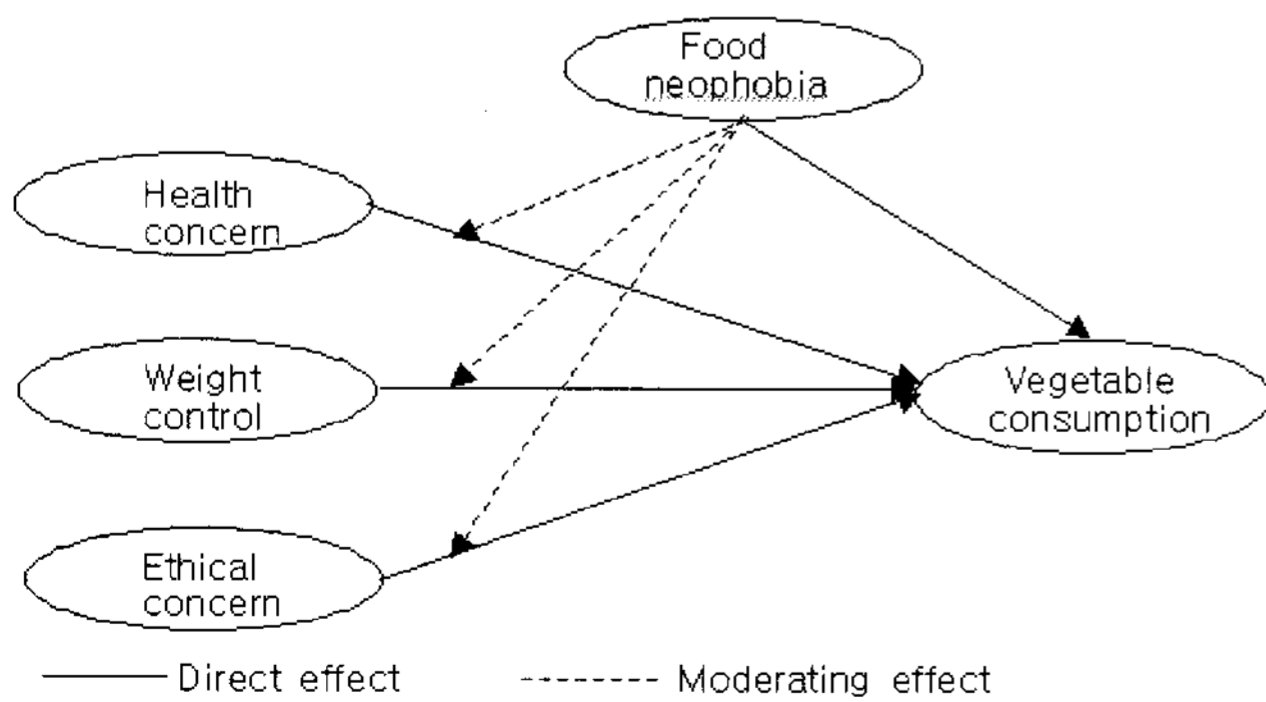 Food
neophobia
Health
concern
Weight
control
Vegetable
consumption
Ethical
concern
Direct effect
Moderating effect